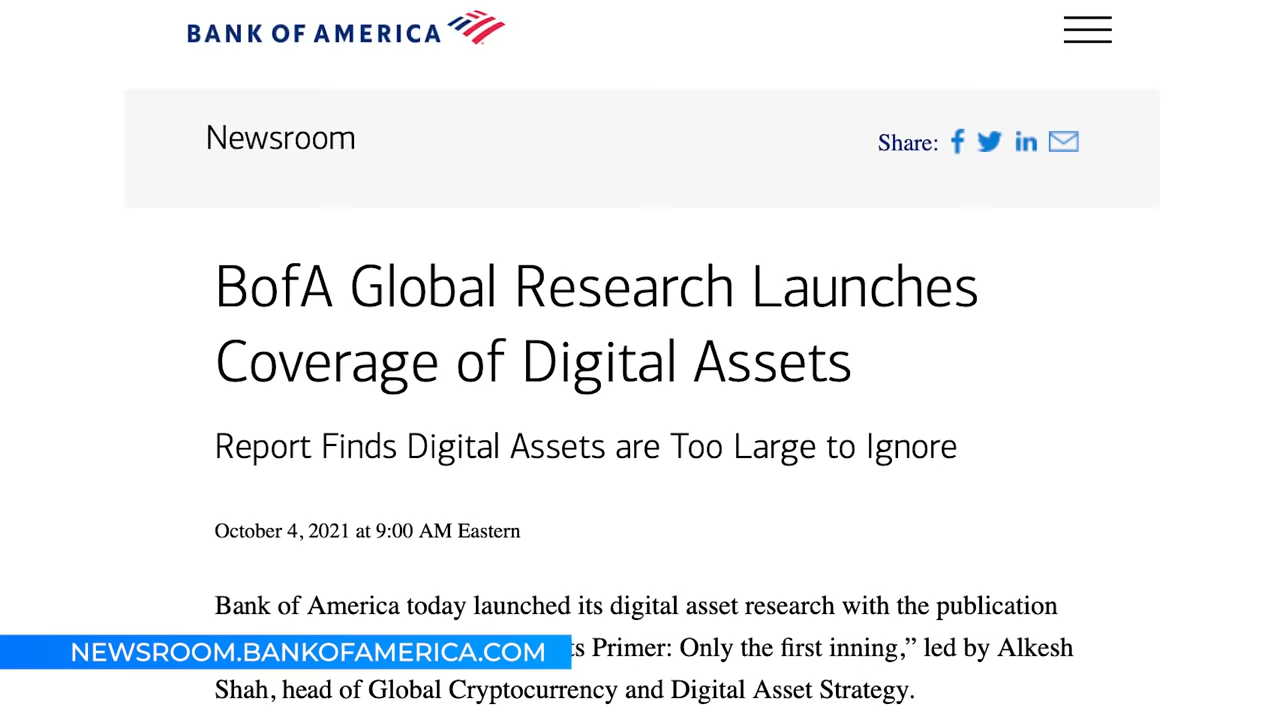 BANK OF AMERICA
Newsroom
Share:
BofA Global Research Launches
Coverage of Digital Assets
Report Finds Digital Assets are Too Large to Ignore
October 4, 2021 at 9:00 AM Eastern
Bank of America today launched its digital asset research with the publication
Primer: Only the first inning,” led by Alkesh
NEWSROOM.BANKOFAMERICA.COM
Shah, head of Global Cryptocurrency and Digital Asset Strategy.